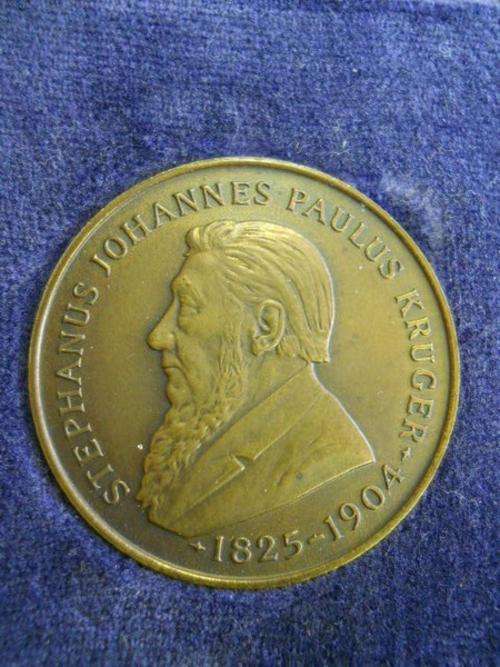 STEPHANUS JOHANNES PAULUS KRUGER
1825-1904